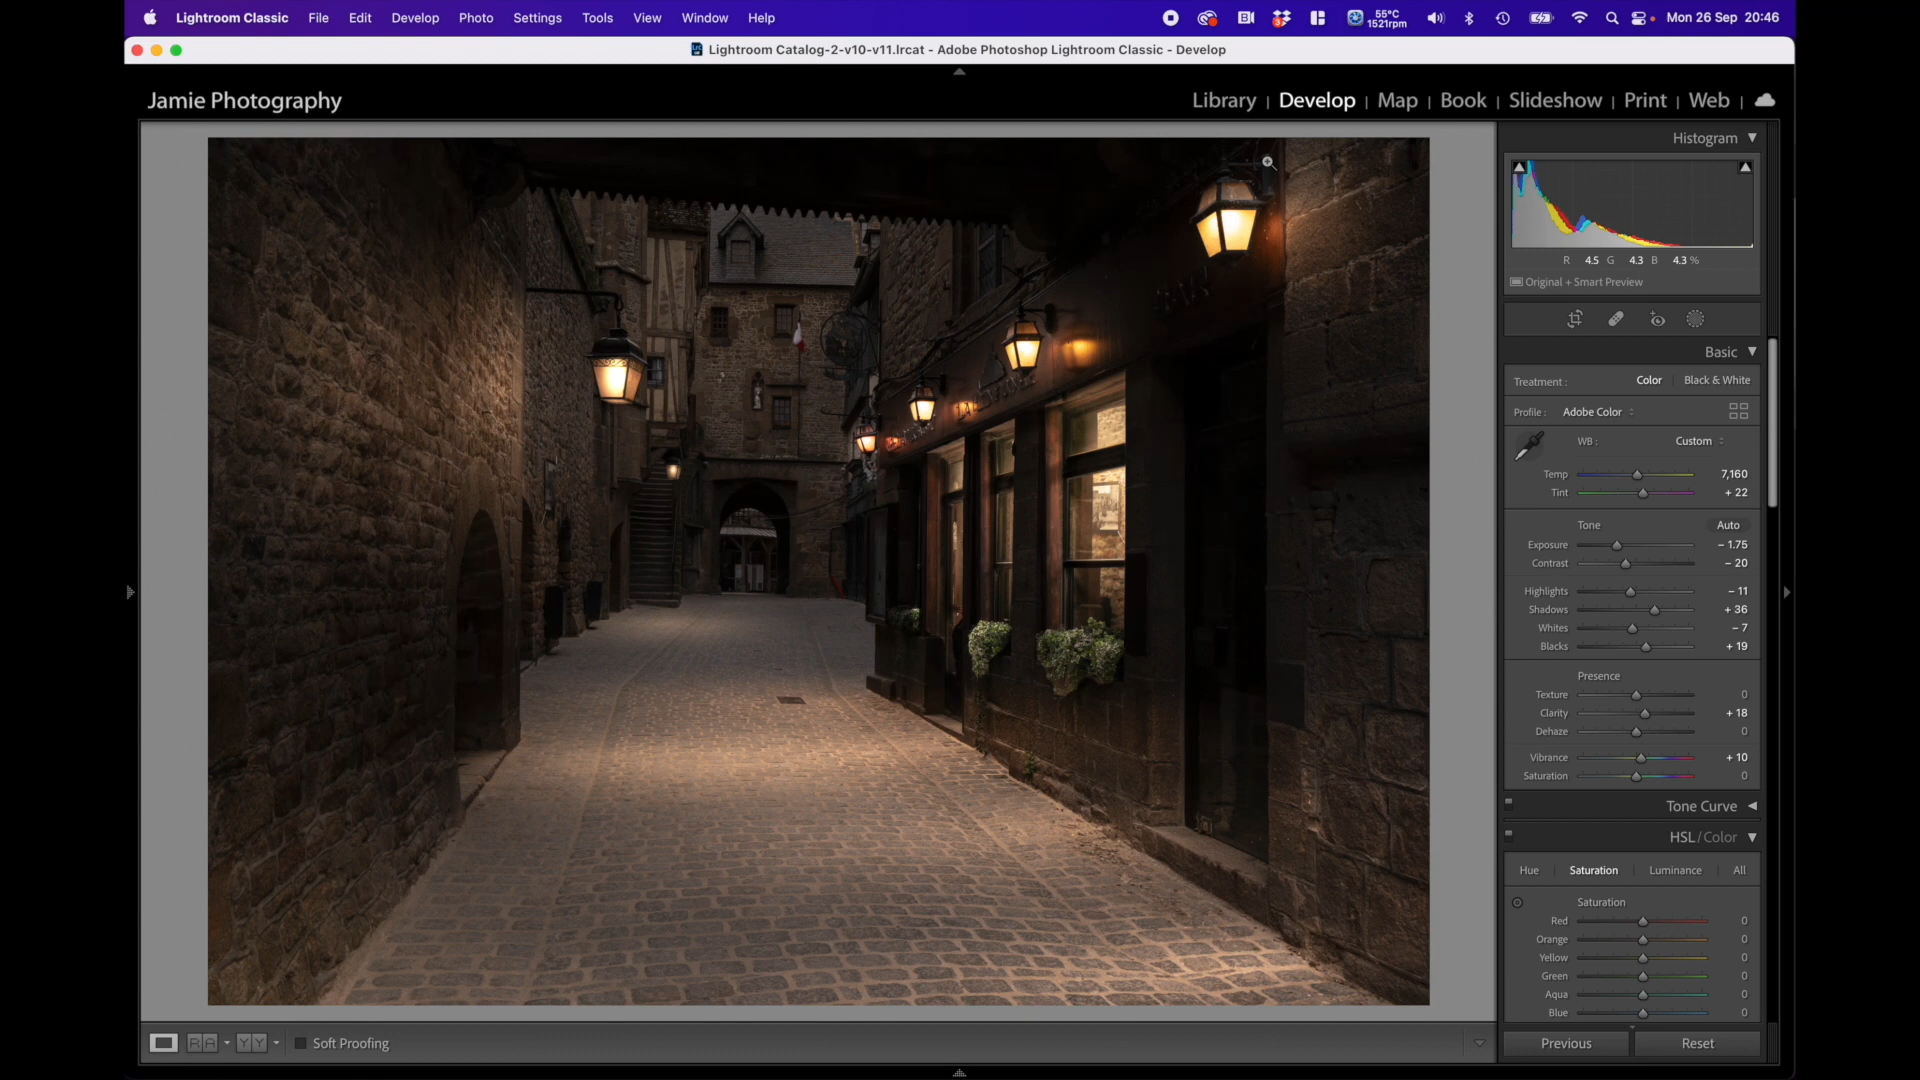 Lightroom Classic File Edit Develop Photo Settings Tools View Window Help 55°C 1521rpm Mon 26 Sep 20:46
Lightroom Catalog-2-v10-v11.lrcat - Adobe Photoshop Lightroom Classic - Develop
Jamie Photography
Library | Develop | Map | Book | Slideshow | Print | Web |
Histogram
R 4.5 G 4.3 B 4.3 %
Original + Smart Preview
Basic
Treatment : Color Black & White
Profile : Adobe Color
WB : Custom
Temp 7,160
Tint + 22
Tone Auto
Exposure – 1.75
Contrast – 20
Highlights – 11
Shadows + 36
Whites – 7
Blacks + 19
Presence
Texture 0
Clarity + 18
Dehaze 0
Vibrance + 10
Saturation 0
Tone Curve
HSL / Color
Hue Saturation Luminance All
Saturation
Red 0
Orange 0
Yellow 0
Green 0
Aqua 0
Blue 0
R A Y Y Soft Proofing
Previous Reset